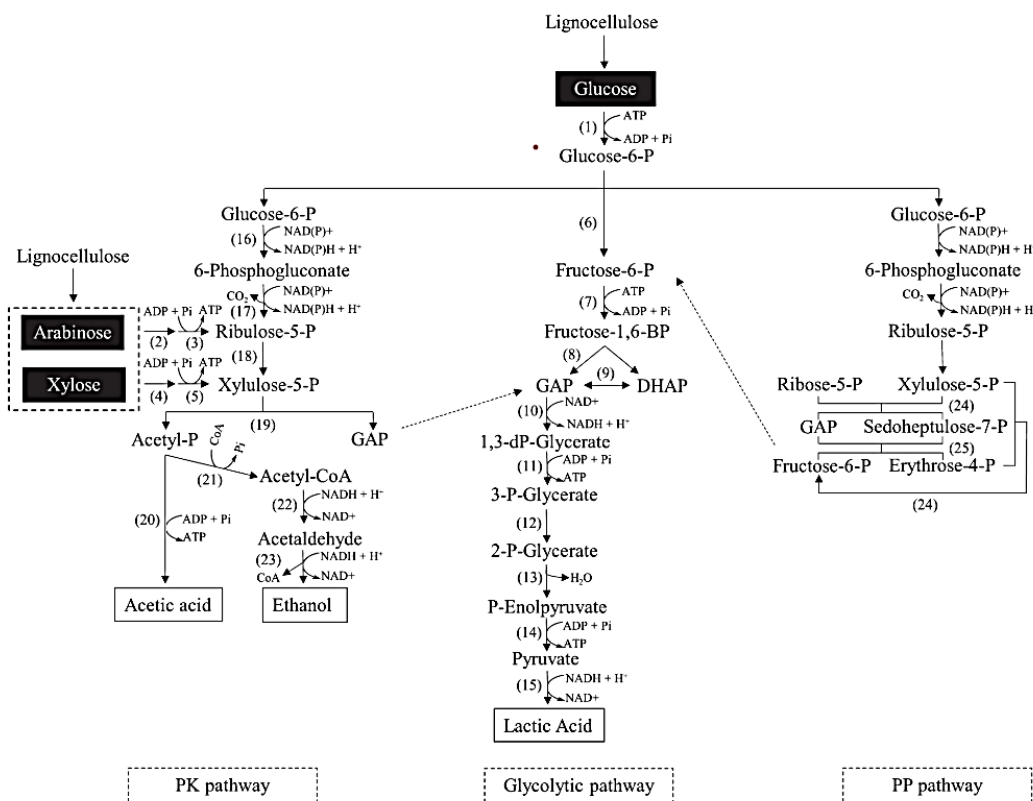 Lignocellulose
Glucose
(1)
ATP
ADP + Pi
Glucose-6-P
Glucose-6-P
(16)
NAD(P)+
NAD(P)H + H⁺
6-Phosphogluconate
CO₂
(17)
NAD(P)+
NAD(P)H + H⁺
Lignocellulose
Arabinose
ADP + Pi
ATP
(2)
(3)
Ribulose-5-P
(18)
Xylose
ADP + Pi
ATP
(4)
(5)
Xylulose-5-P
(19)
Acetyl-P
GAP
CoA
Pi
(21)
Acetyl-CoA
(22)
NADH + H⁺
NAD+
(20)
ADP + Pi
ATP
Acetaldehyde
(23)
CoA
NADH + H⁺
NAD+
Acetic acid
Ethanol
PK pathway
(6)
Fructose-6-P
(7)
ATP
ADP + Pi
Fructose-1,6-BP
(8)
(9)
GAP
DHAP
(10)
NAD+
NADH + H⁺
1,3-dP-Glycerate
(11)
ADP + Pi
ATP
3-P-Glycerate
(12)
2-P-Glycerate
(13)
H₂O
P-Enolpyruvate
(14)
ADP + Pi
ATP
Pyruvate
(15)
NADH + H⁺
NAD+
Lactic Acid
Glycolytic pathway
Glucose-6-P
NAD(P)+
NAD(P)H + H
6-Phosphogluconate
CO₂
NAD(P)+
NAD(P)H + H
Ribulose-5-P
Ribose-5-P
Xylulose-5-P
(24)
GAP
Sedoheptulose-7-P
(25)
Fructose-6-P
Erythrose-4-P
(24)
PP pathway